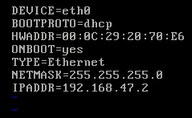 DEVICE=eth0
BOOTPROTO=dhcp
HWADDR=00:0C:29:20:70:E6
ONBOOT=yes
TYPE=Ethernet
NETMASK=255.255.255.0
IPADDR=192.168.47.2
~
~